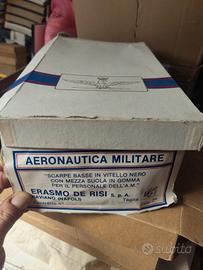 AERONAUTICA MILITARE
"SCARPE BASSE IN VITELLO NERO
CON MEZZA SUOLA IN GOMMA
PER IL PERSONALE DELL'A.M."
ERASMO DE RISI S.p.A.
SAVIANO (NAPOLI)
Taglia
subito